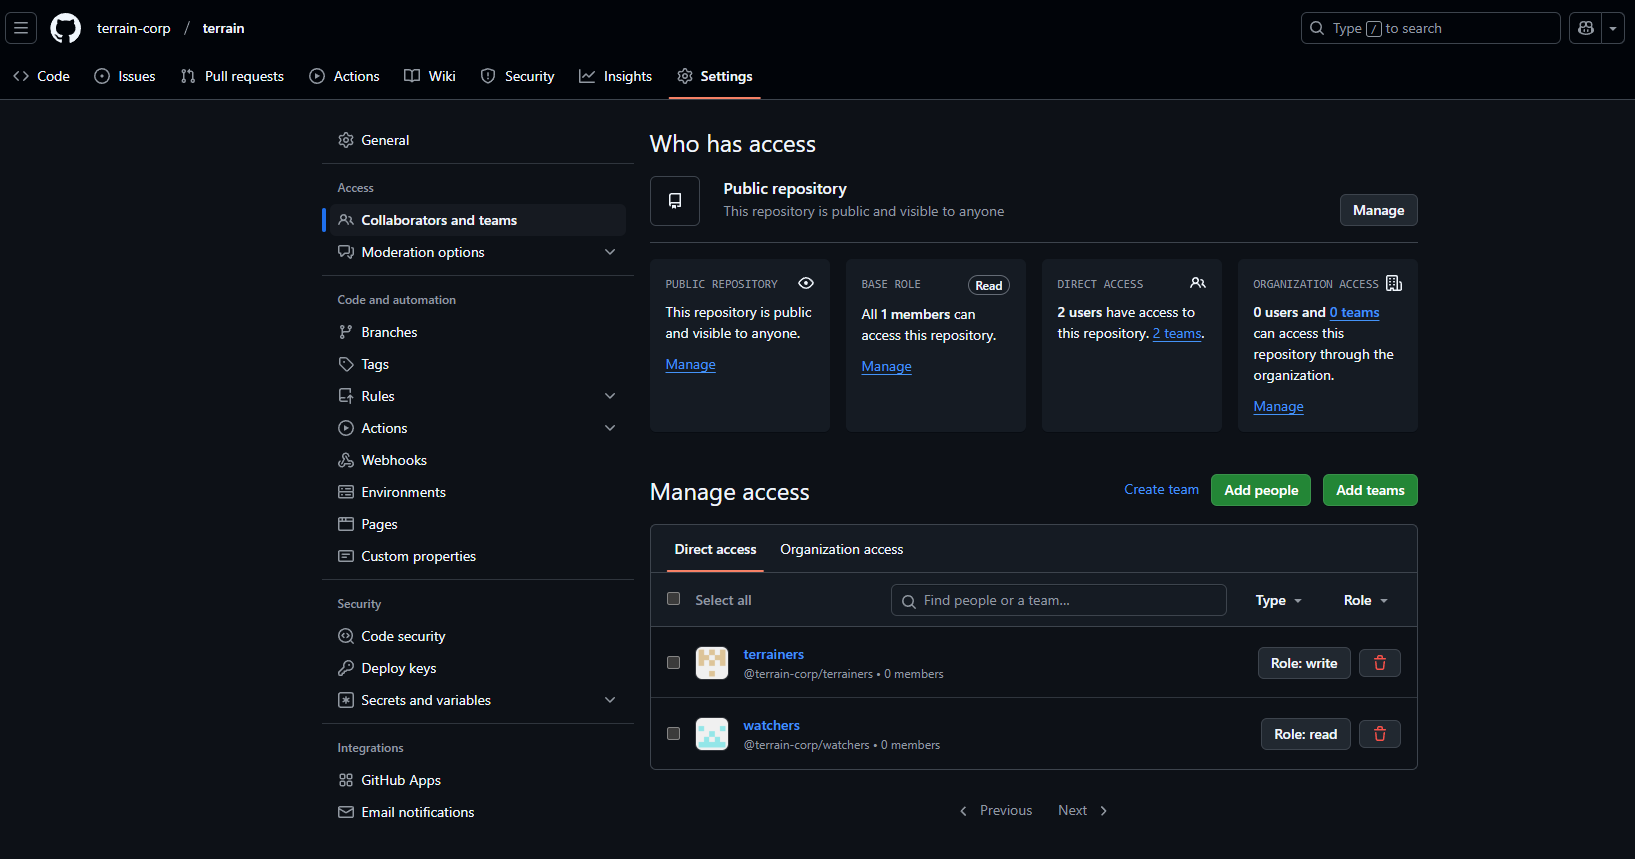 terrain-corp / terrain
Type / to search
Code
Issues
Pull requests
Actions
Wiki
Security
Insights
Settings
General
Access
Collaborators and teams
Moderation options
Code and automation
Branches
Tags
Rules
Actions
Webhooks
Environments
Pages
Custom properties
Security
Code security
Deploy keys
Secrets and variables
Integrations
GitHub Apps
Email notifications
Who has access
Public repository
This repository is public and visible to anyone
Manage
PUBLIC REPOSITORY
This repository is public
and visible to anyone.
Manage
BASE ROLE
Read
All 1 members can
access this repository.
Manage
DIRECT ACCESS
2 users have access to
this repository. 2 teams.
ORGANIZATION ACCESS
0 users and 0 teams
can access this
repository through the
organization.
Manage
Manage access
Create team
Add people
Add teams
Direct access
Organization access
Select all
Find people or a team...
Type
Role
terrainers
@terrain-corp/terrainers • 0 members
Role: write
watchers
@terrain-corp/watchers • 0 members
Role: read
Previous
Next